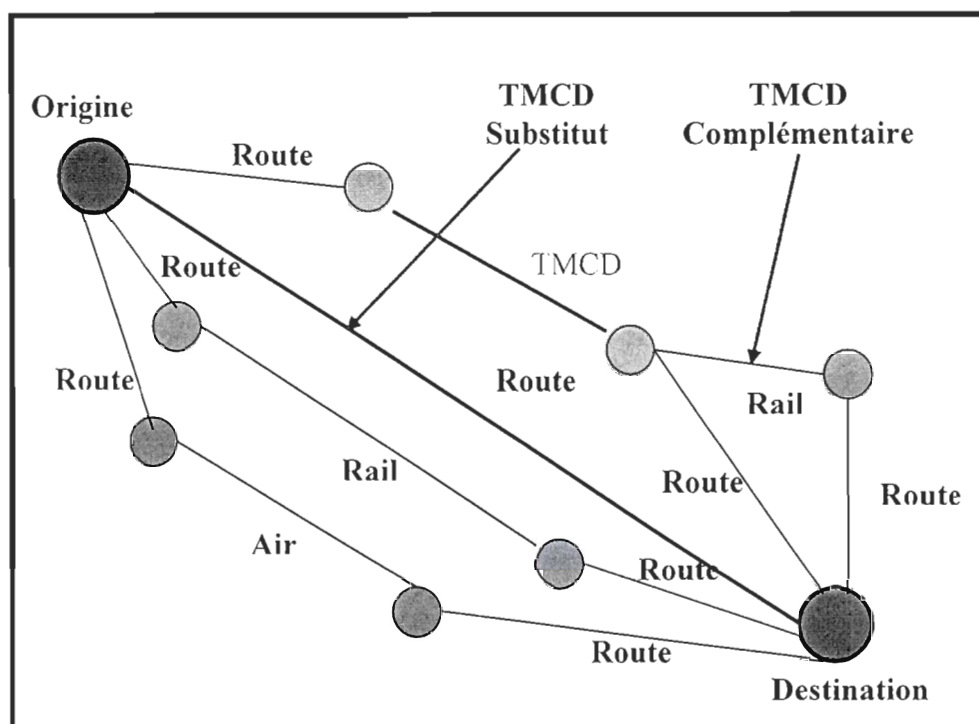 Origine
TMCD
Substitut
TMCD
Complémentaire
Route
Route
TMCD
Route
Route
Rail
Rail
Route
Route
Air
Route
Route
Destination